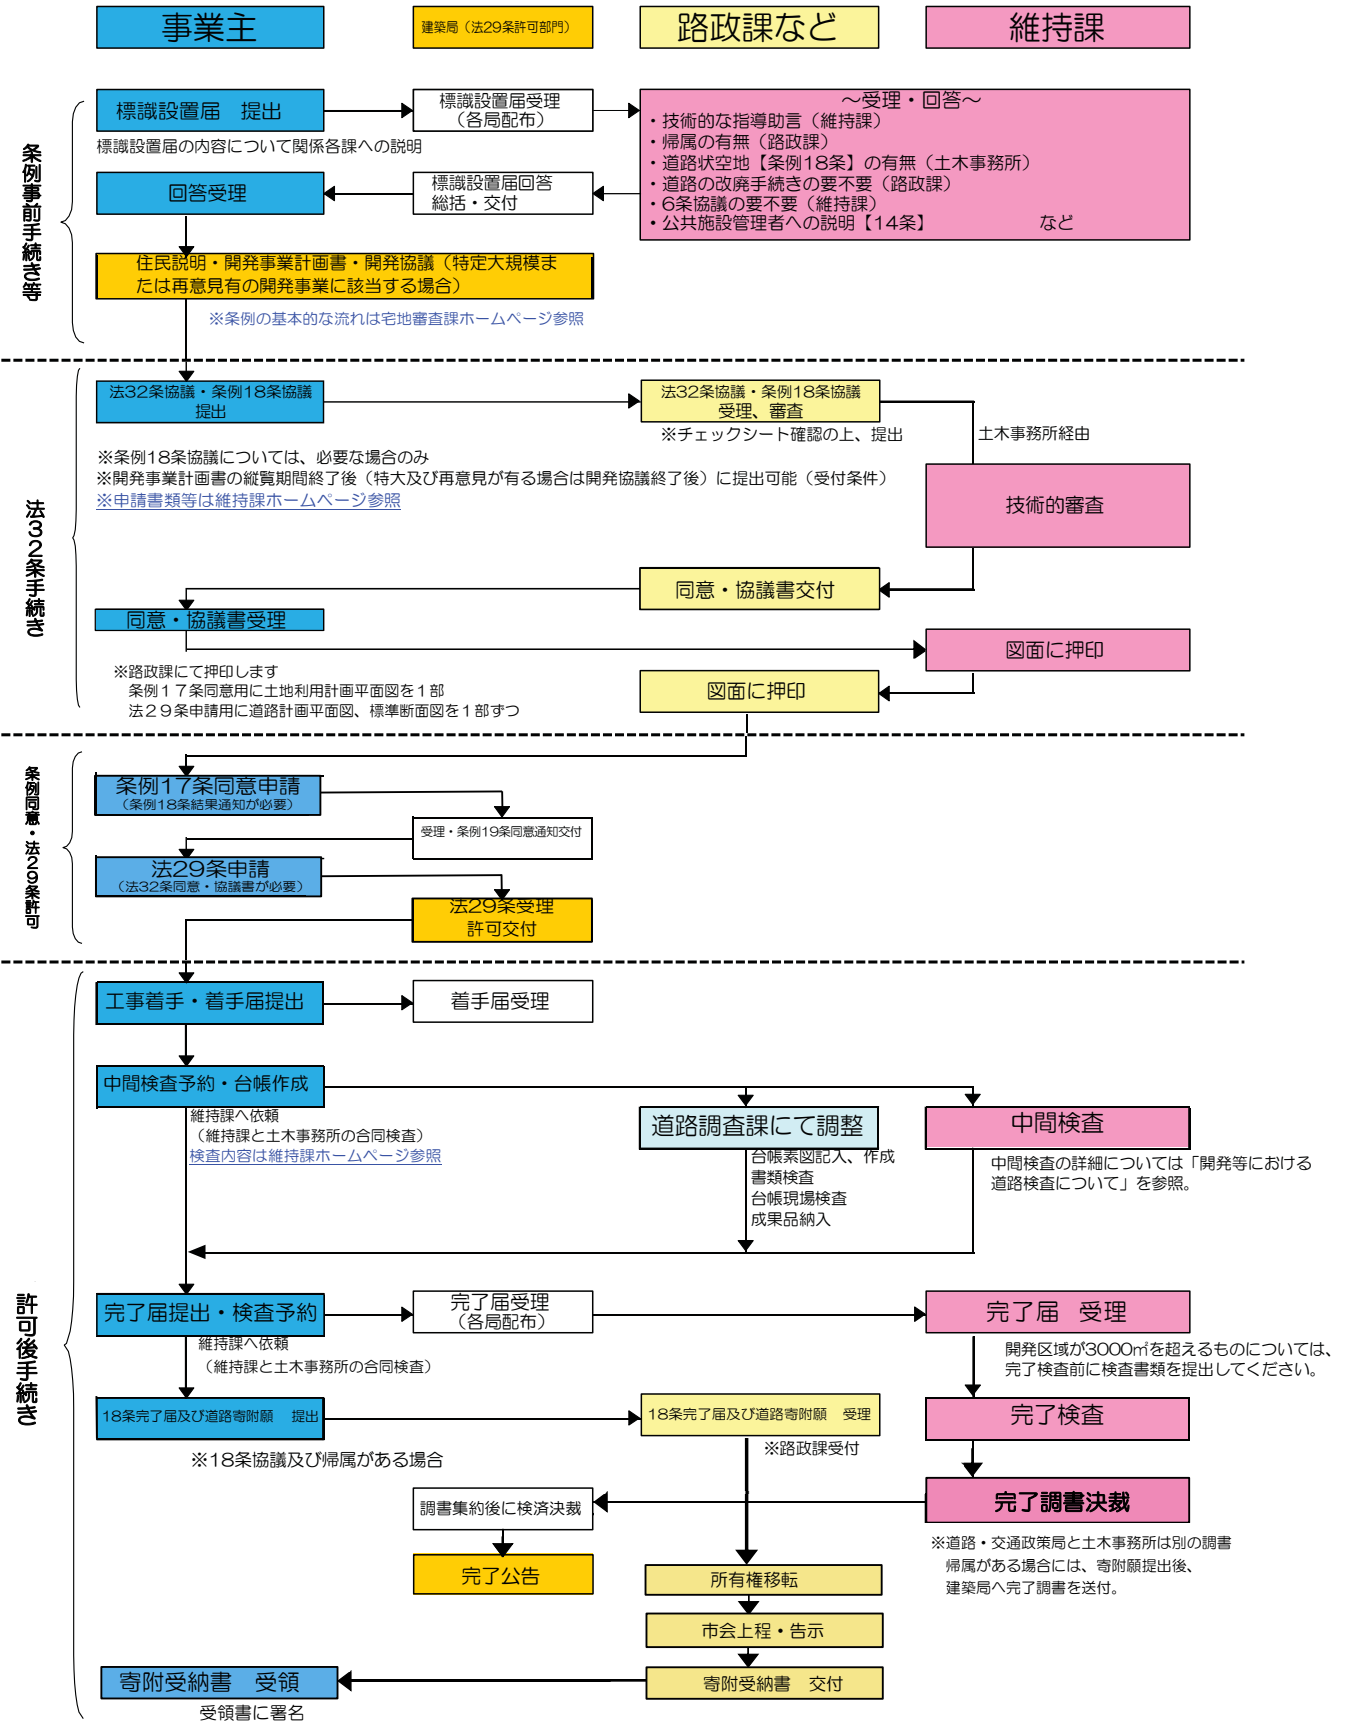 事業主
建築局（法29条許可部門）
路政課など
維持課
条例事前手続き等
標識設置届　提出
標識設置届受理
（各局配布）
～受理・回答～
・技術的な指導助言（維持課）
・帰属の有無（路政課）
・道路状空地【条例18条】の有無（土木事務所）
・道路の改廃手続きの要不要（路政課）
・6条協議の要不要（維持課）
・公共施設管理者への説明【14条】　　　　　　　など
標識設置届の内容について関係各課への説明
回答受理
標識設置届回答
総括・交付
住民説明・開発事業計画書・開発協議（特定大規模ま
たは再意見有の開発事業に該当する場合）
※条例の基本的な流れは宅地審査課ホームページ参照
法３２条手続き
法32条協議・条例18条協議
提出
法32条協議・条例18条協議
受理、審査
※チェックシート確認の上、提出
土木事務所経由
※条例18条協議については、必要な場合のみ
※開発事業計画書の縦覧期間終了後（特大及び再意見が有る場合は開発協議終了後）に提出可能（受付条件）
※申請書類等は維持課ホームページ参照
技術的審査
同意・協議書交付
同意・協議書受理
図面に押印
※路政課にて押印します
条例１７条同意用に土地利用計画平面図を１部
法２９条申請用に道路計画平面図、標準断面図を１部ずつ
図面に押印
条例同意・法２９条許可
条例17条同意申請
（条例18条結果通知が必要）
受理・条例19条同意通知交付
法29条申請
（法32条同意・協議書が必要）
法29条受理
許可交付
許可後手続き
工事着手・着手届提出
着手届受理
中間検査予約・台帳作成
維持課へ依頼
（維持課と土木事務所の合同検査）
検査内容は維持課ホームページ参照
道路調査課にて調整
台帳素図記入、作成
書類検査
台帳現場検査
成果品納入
中間検査
中間検査の詳細については「開発等における
道路検査について」を参照。
完了届提出・検査予約
完了届受理
（各局配布）
完了届　受理
維持課へ依頼
（維持課と土木事務所の合同検査）
開発区域が3000㎡を超えるものについては、
完了検査前に検査書類を提出してください。
18条完了届及び道路寄附願　提出
18条完了届及び道路寄附願　受理
完了検査
※路政課受付
※18条協議及び帰属がある場合
調書集約後に検済決裁
完了調書決裁
※道路・交通政策局と土木事務所は別の調書
帰属がある場合には、寄附願提出後、
建築局へ完了調書を送付。
完了公告
所有権移転
市会上程・告示
寄附受納書　交付
寄附受納書　受領
受領書に署名